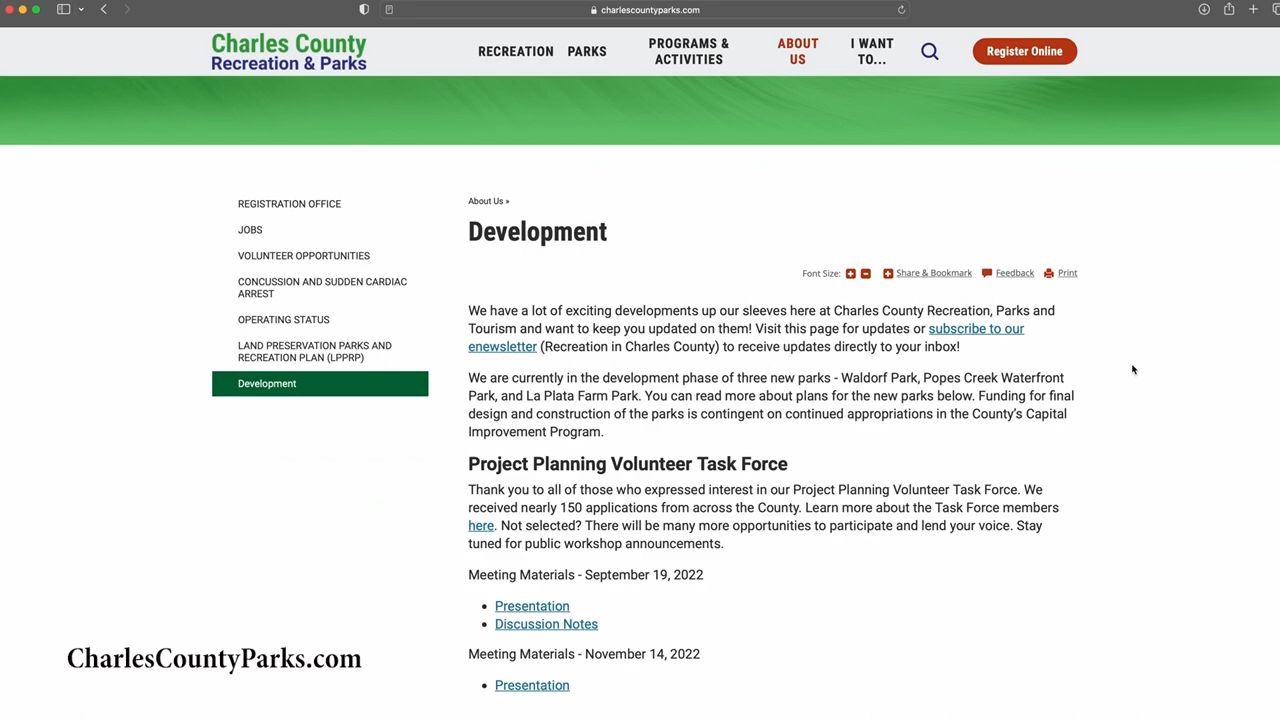 charlescountyparks.com
Charles County
Recreation & Parks
RECREATION
PARKS
PROGRAMS &
ACTIVITIES
ABOUT
US
I WANT
TO...
Register Online
REGISTRATION OFFICE
JOBS
VOLUNTEER OPPORTUNITIES
CONCUSSION AND SUDDEN CARDIAC
ARREST
OPERATING STATUS
LAND PRESERVATION PARKS AND
RECREATION PLAN (LPPRP)
Development
About Us »
Development
Font Size:
Share & Bookmark
Feedback
Print
We have a lot of exciting developments up our sleeves here at Charles County Recreation, Parks and
Tourism and want to keep you updated on them! Visit this page for updates or subscribe to our
enewsletter (Recreation in Charles County) to receive updates directly to your inbox!
We are currently in the development phase of three new parks - Waldorf Park, Popes Creek Waterfront
Park, and La Plata Farm Park. You can read more about plans for the new parks below. Funding for final
design and construction of the parks is contingent on continued appropriations in the County's Capital
Improvement Program.
Project Planning Volunteer Task Force
Thank you to all of those who expressed interest in our Project Planning Volunteer Task Force. We
received nearly 150 applications from across the County. Learn more about the Task Force members
here. Not selected? There will be many more opportunities to participate and lend your voice. Stay
tuned for public workshop announcements.
Meeting Materials - September 19, 2022
• Presentation
• Discussion Notes
Meeting Materials - November 14, 2022
• Presentation
CharlesCountyParks.com